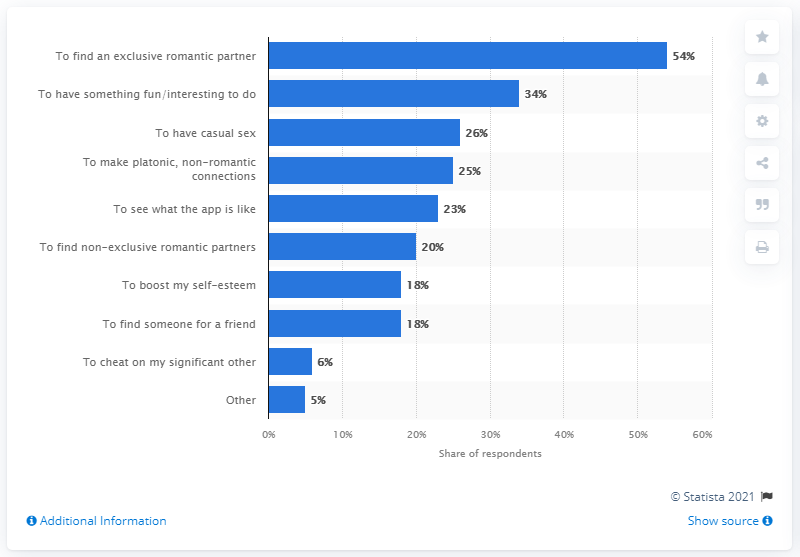 To find an exclusive romantic partner 54%
To have something fun/interesting to do 34%
To have casual sex 26%
To make platonic, non-romantic
connections 25%
To see what the app is like 23%
To find non-exclusive romantic partners 20%
To boost my self-esteem 18%
To find someone for a friend 18%
To cheat on my significant other 6%
Other 5%
0% 10% 20% 30% 40% 50% 60%
Share of respondents
© Statista 2021
Additional Information Show source